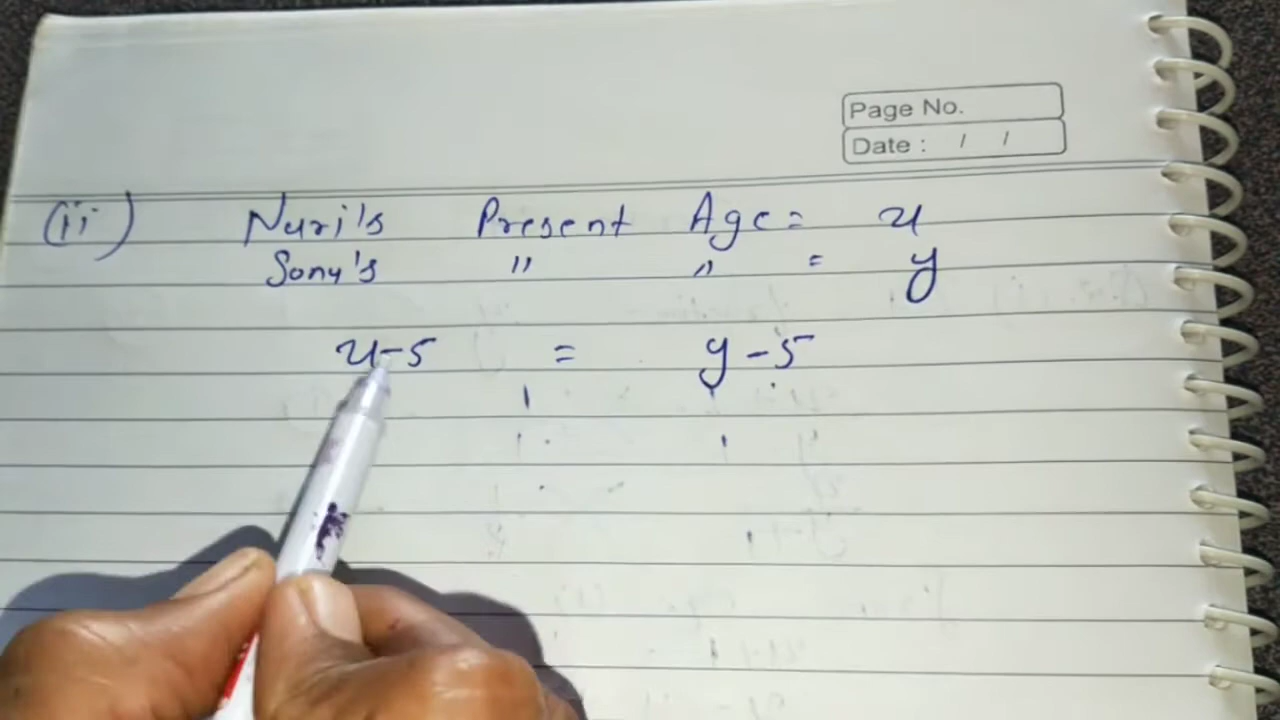 Page No.
Date : / /
(ii) Nuri's Present Age = x
Sonu's " " = y
x-5 = y-5